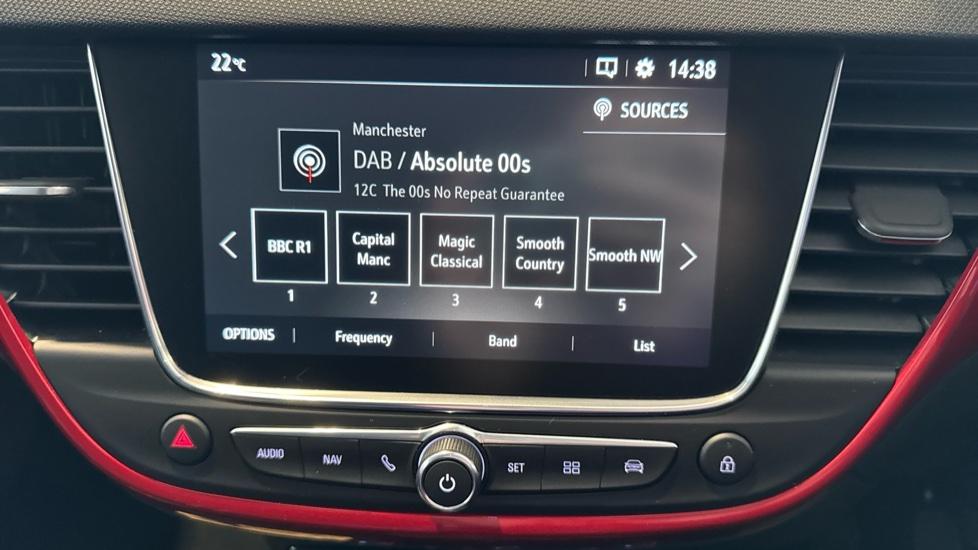 22°C 14:38
SOURCES
Manchester
DAB / Absolute 00s
12C The 00s No Repeat Guarantee
BBC R1
Capital
Manc
Magic
Classical
Smooth
Country
Smooth NW
1 2 3 4 5
OPTIONS Frequency Band List
AUDIO NAV SET